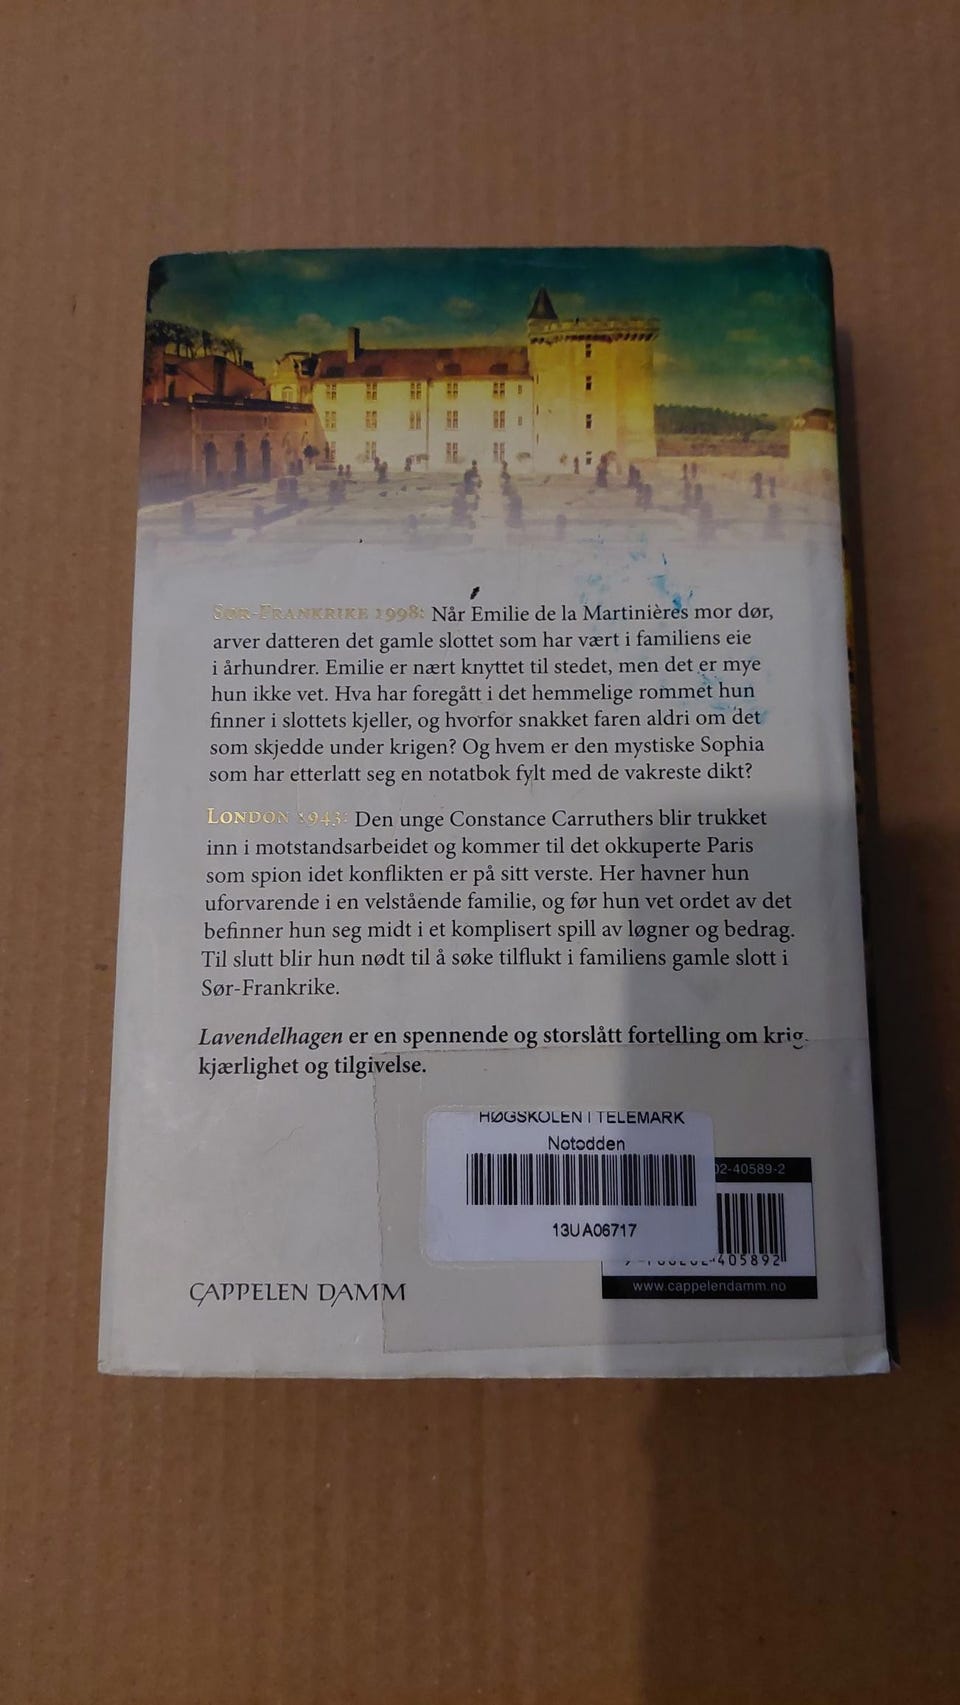 SØR-FRANKRIKE 1998: Når Emilie de la Martinières mor dør,
arver datteren det gamle slottet som har vært i familiens eie
i århundrer. Emilie er nært knyttet til stedet, men det er mye
hun ikke vet. Hva har foregått i det hemmelige rommet hun
finner i slottets kjeller, og hvorfor snakket faren aldri om det
som skjedde under krigen? Og hvem er den mystiske Sophia
som har etterlatt seg en notatbok fylt med de vakreste dikt?
LONDON 1943: Den unge Constance Carruthers blir trukket
inn i motstandsarbeidet og kommer til det okkuperte Paris
som spion idet konflikten er på sitt verste. Her havner hun
uforvarende i en velstående familie, og før hun vet ordet av det
befinner hun seg midt i et komplisert spill av løgner og bedrag.
Til slutt blir hun nødt til å søke tilflukt i familiens gamle slott i
Sør-Frankrike.
Lavendelhagen er en spennende og storslått fortelling om krig,
kjærlighet og tilgivelse.
HØGSKOLEN I TELEMARK
Notodden
02-40589-2
13UA06717
405892
www.cappelendamm.no
CAPPELEN DAMM